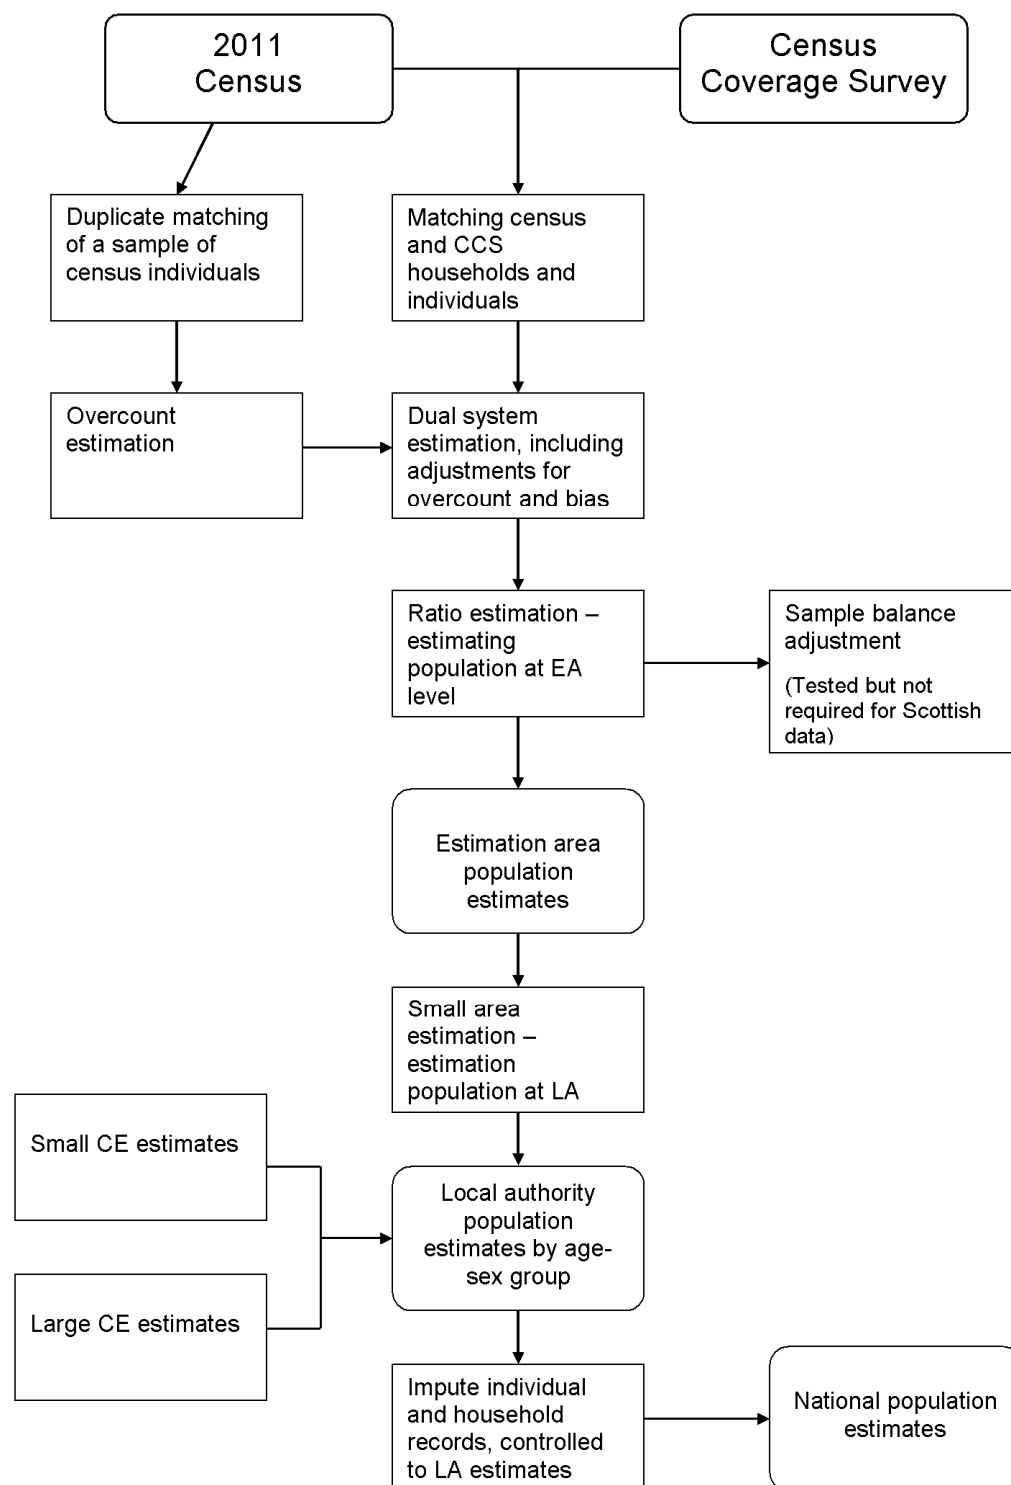 2011
Census
Census
Coverage Survey
Duplicate matching
of a sample of
census individuals
Matching census
and CCS
households and
individuals
Overcount
estimation
Dual system
estimation, including
adjustments for
overcount and bias
Ratio estimation –
estimating
population at EA
level
Sample balance
adjustment
(Tested but not
required for Scottish
data)
Estimation area
population
estimates
Small area
estimation –
estimation
population at LA
Small CE estimates
Local authority
population
estimates by age-
sex group
Large CE estimates
Impute individual
and household
records, controlled
to LA estimates
National population
estimates